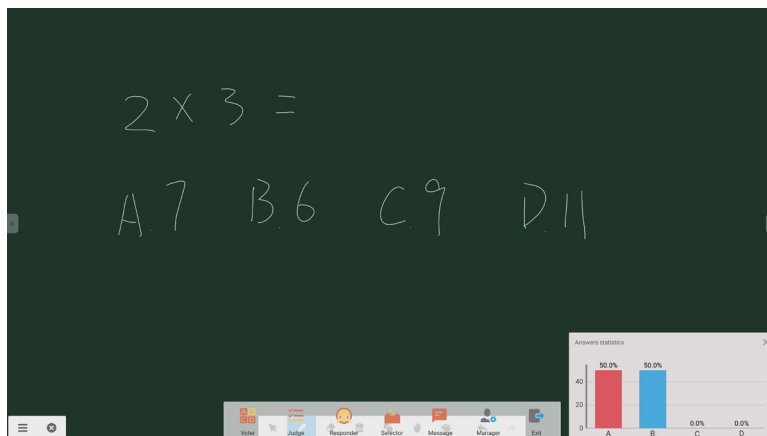 2 × 3 =
A.7 B.6 C.9 D.11
Answers statistics
50.0% 50.0%
40
20
0.0% 0.0%
0
A B C D
Voter Judge Responder Selector Message Manager Exit